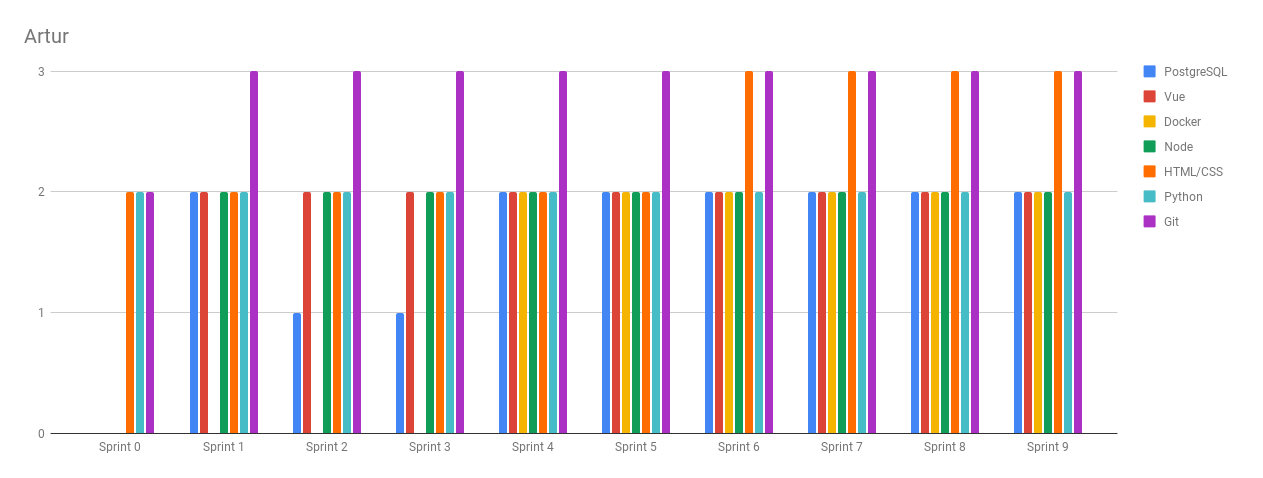 Artur
3
2
1
0
Sprint 0
Sprint 1
Sprint 2
Sprint 3
Sprint 4
Sprint 5
Sprint 6
Sprint 7
Sprint 8
Sprint 9
PostgreSQL
Vue
Docker
Node
HTML/CSS
Python
Git